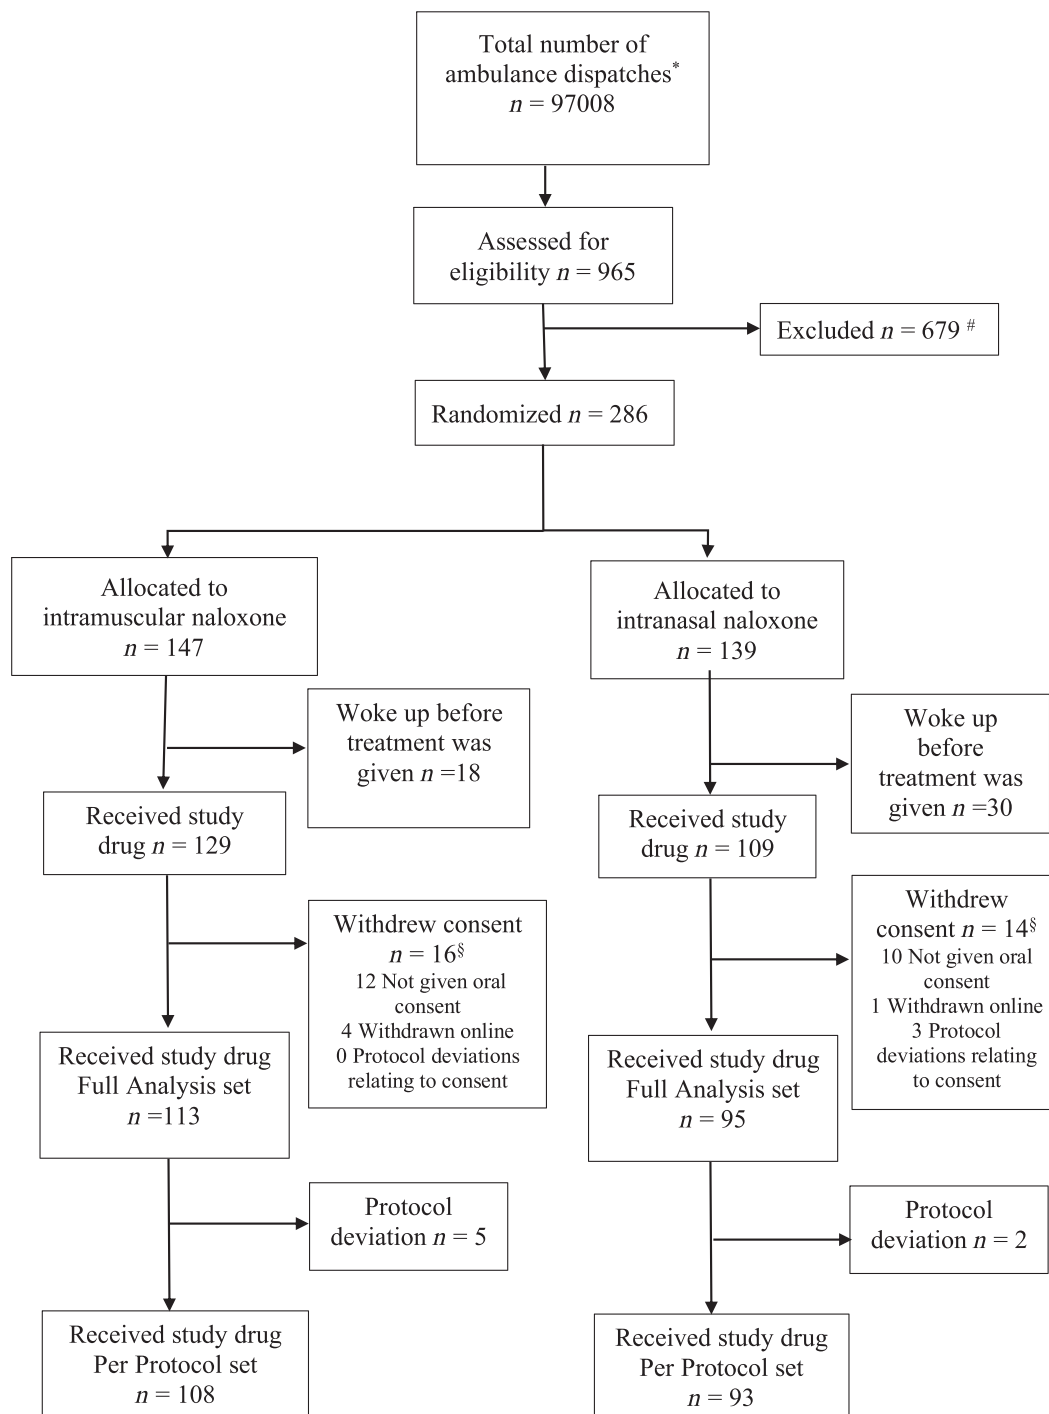 Total number of
ambulance dispatches*
n = 97008
Assessed for
eligibility n = 965
Excluded n = 679 #
Randomized n = 286
Allocated to
intramuscular naloxone
n = 147
Allocated to
intranasal naloxone
n = 139
Woke up before
treatment was
given n =18
Woke up
before
treatment was
given n =30
Received study
drug n = 129
Received study
drug n = 109
Withdrew consent
n = 16§
12 Not given oral
consent
4 Withdrawn online
0 Protocol deviations
relating to consent
Withdrew
consent n = 14§
10 Not given oral
consent
1 Withdrawn online
3 Protocol
deviations relating
to consent
Received study drug
Full Analysis set
n =113
Received study drug
Full Analysis set
n = 95
Protocol
deviation n = 5
Protocol
deviation n = 2
Received study drug
Per Protocol set
n = 108
Received study drug
Per Protocol set
n = 93